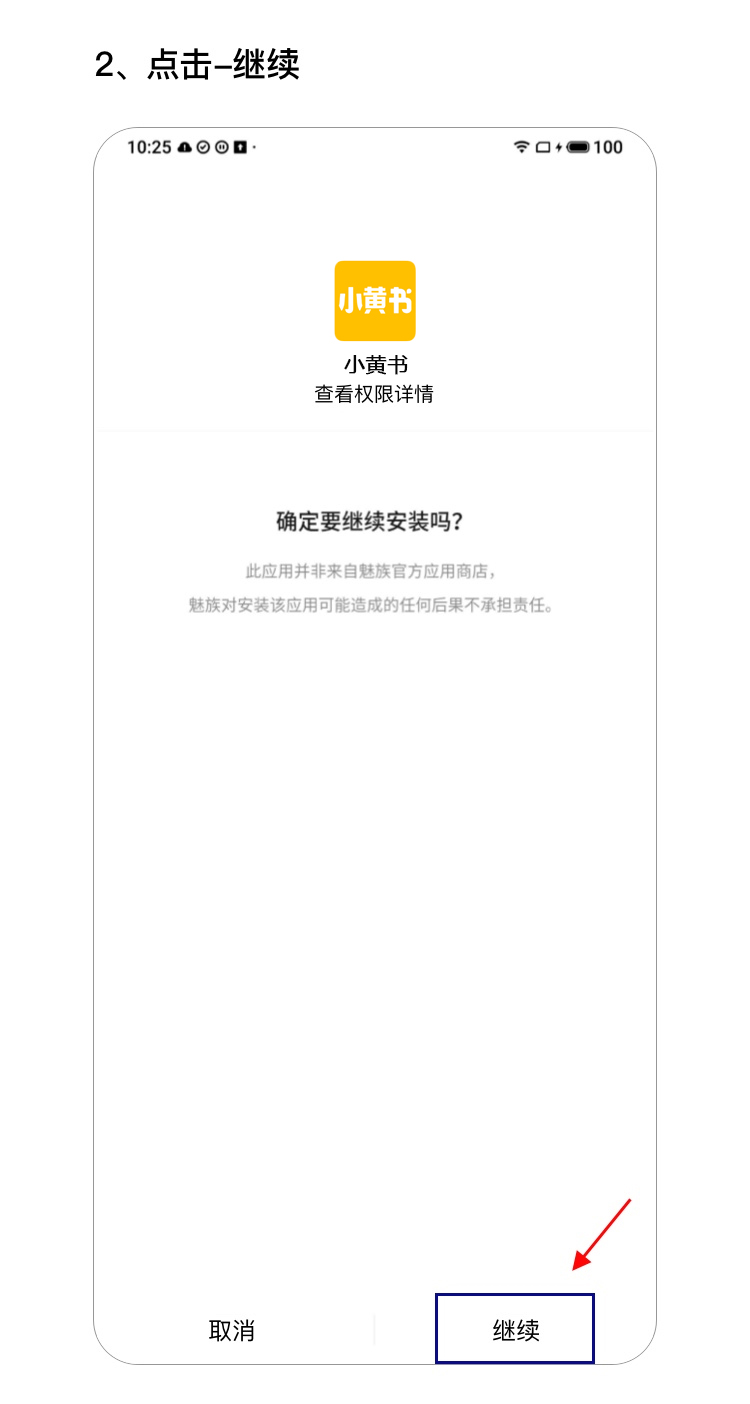 2、点击–继续
10:25
100
小黄书
小黄书
查看权限详情
确定要继续安装吗？
此应用并非来自魅族官方应用商店，
魅族对安装该应用可能造成的任何后果不承担责任。
取消
继续